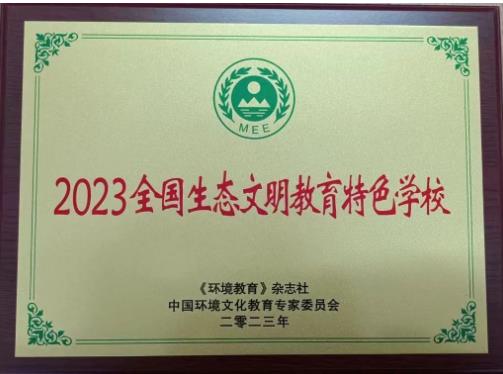 MEE
2023全国生态文明教育特色学校
《环境教育》杂志社
中国环境文化教育专家委员会
二零二三年